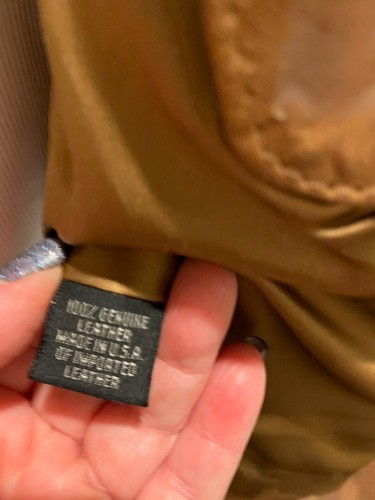 100% GENUINE
LEATHER
MADE IN U.S.A.
OF IMPORTED
LEATHER